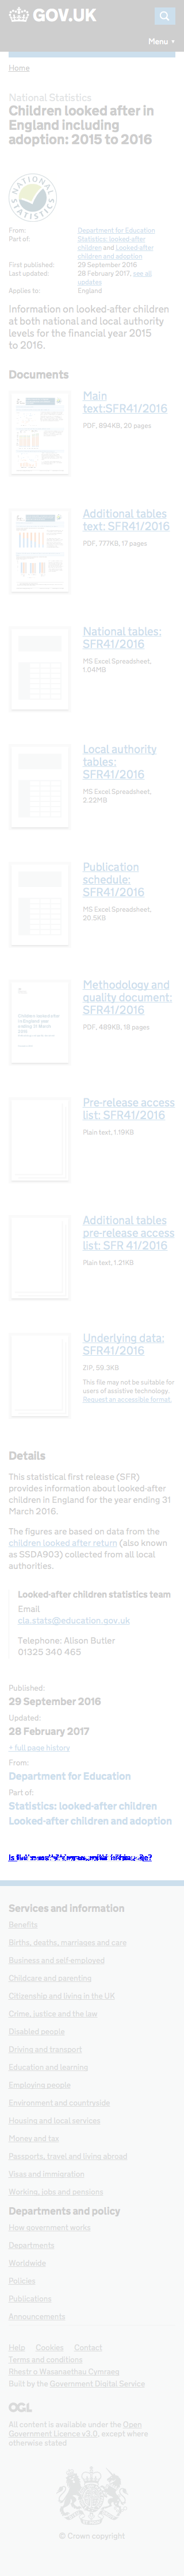 GOV.UK
Menu
Home
National Statistics
Children looked after in
England including
adoption: 2015 to 2016
NATIONAL STATISTICS
From:
Department for Education
Part of:
Statistics: looked-after
children and Looked-after
children and adoption
First published:
29 September 2016
Last updated:
28 February 2017, see all
updates
Applies to:
England
Information on looked-after children
at both national and local authority
levels for the financial year 2015
to 2016.
Documents
Main
text:SFR41/2016
PDF, 894KB, 20 pages
Additional tables
text: SFR41/2016
PDF, 777KB, 17 pages
National tables:
SFR41/2016
MS Excel Spreadsheet,
1.04MB
Local authority
tables:
SFR41/2016
MS Excel Spreadsheet,
2.22MB
Publication
schedule:
SFR41/2016
MS Excel Spreadsheet,
20.5KB
Methodology and
quality document:
SFR41/2016
PDF, 489KB, 16 pages
Pre-release access
list: SFR41/2016
Plain text, 1.19KB
Additional tables
pre-release access
list: SFR 41/2016
Plain text, 1.21KB
Underlying data:
SFR41/2016
ZIP, 59.3KB
This file may not be suitable for
users of assistive technology.
Request an accessible format.
Details
This statistical first release (SFR)
provides information about looked-after
children in England for the year ending 31
March 2016.
The figures are based on data from the
children looked after return (also known
as SSDA903) collected from all local
authorities.
Looked-after children statistics team
Email
cla.stats@education.gov.uk
Telephone: Alison Butler
01325 340 465
Published:
29 September 2016
Updated:
28 February 2017
+ full page history
From:
Department for Education
Part of:
Statistics: looked-after children
Looked-after children and adoption
Services and information
Benefits
Births, deaths, marriages and care
Business and self-employed
Childcare and parenting
Citizenship and living in the UK
Crime, justice and the law
Disabled people
Driving and transport
Education and learning
Employing people
Environment and countryside
Housing and local services
Money and tax
Passports, travel and living abroad
Visas and immigration
Working, jobs and pensions
Departments and policy
How government works
Departments
Worldwide
Policies
Publications
Announcements
Help Cookies Contact
Terms and conditions
Rhestr o Wasanaethau Cymraeg
Built by the Government Digital Service
OGL
All content is available under the Open
Government Licence v3.0, except where
otherwise stated
© Crown copyright